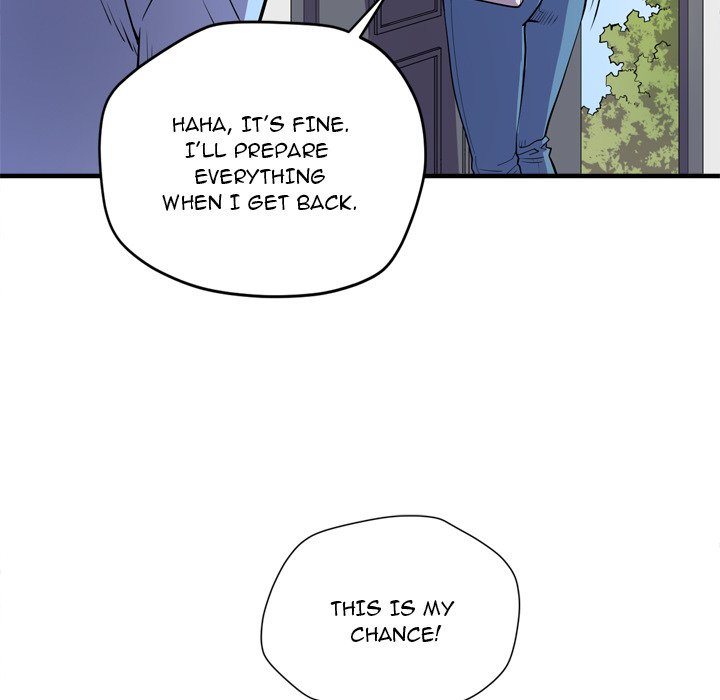 HAHA, IT'S FINE.
I'LL PREPARE
EVERYTHING
WHEN I GET BACK.
THIS IS MY
CHANCE!